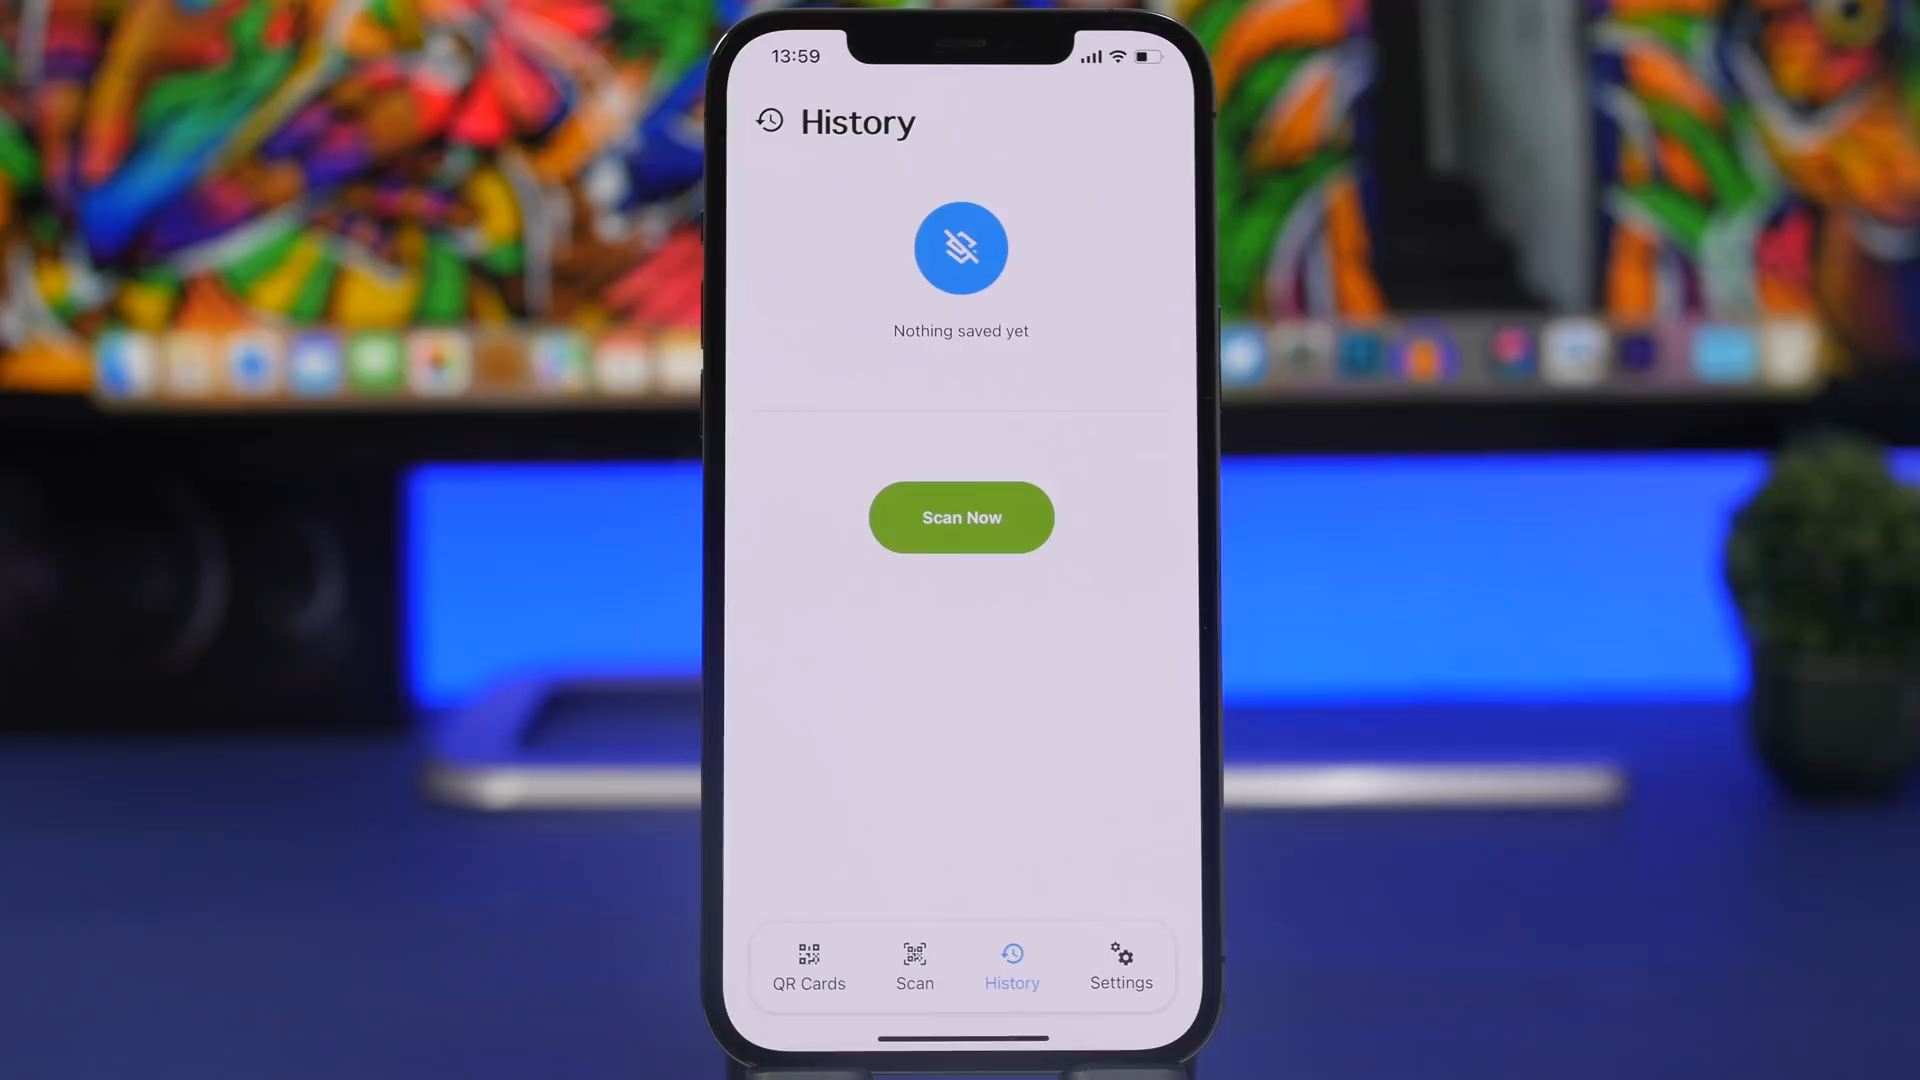 13:59
History
Nothing saved yet
Scan Now
QR Cards
Scan
History
Settings